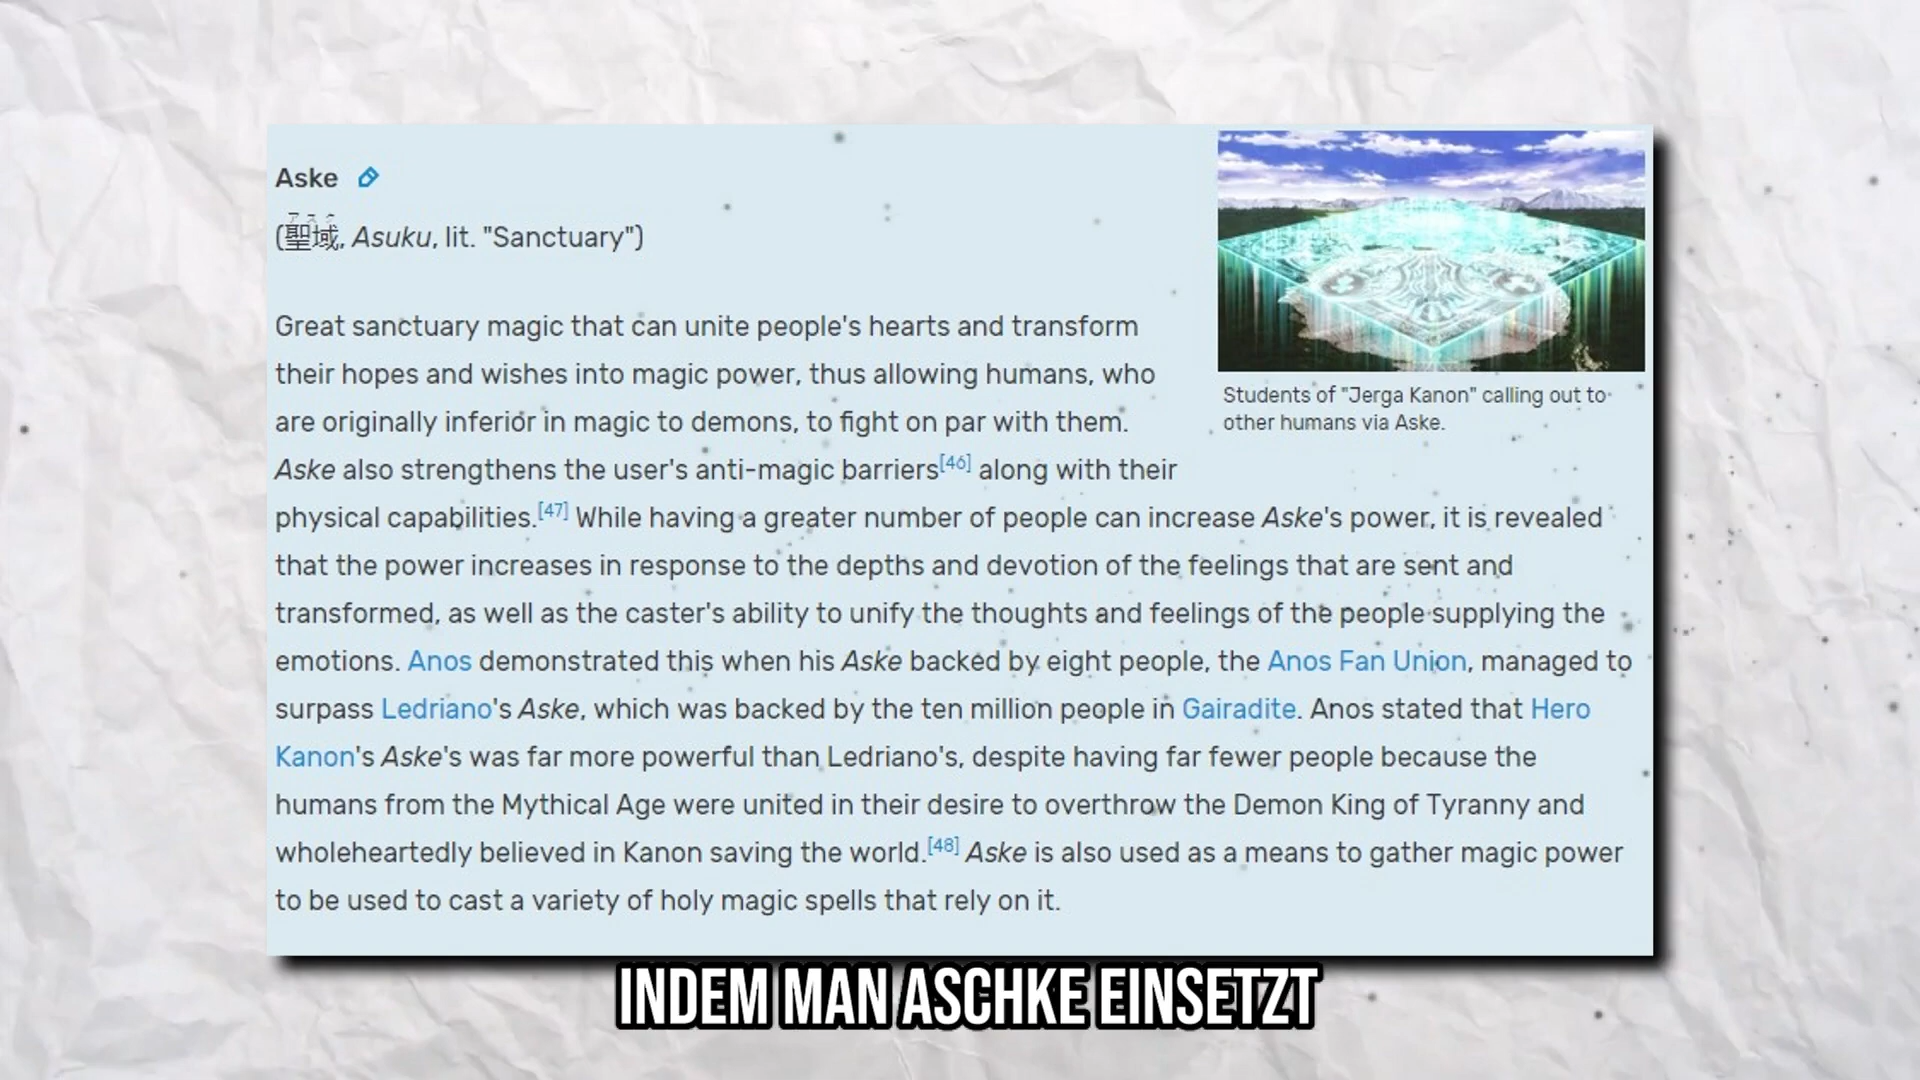 Aske
アスク
(聖域, Asuku, lit. "Sanctuary")
Great sanctuary magic that can unite people's hearts and transform
their hopes and wishes into magic power, thus allowing humans, who
are originally inferior in magic to demons, to fight on par with them.
Aske also strengthens the user's anti-magic barriers[46] along with their
physical capabilities.[47] While having a greater number of people can increase Aske's power, it is revealed
that the power increases in response to the depths and devotion of the feelings that are sent and
transformed, as well as the caster's ability to unify the thoughts and feelings of the people supplying the
emotions. Anos demonstrated this when his Aske backed by eight people, the Anos Fan Union, managed to
surpass Ledriano's Aske, which was backed by the ten million people in Gairadite. Anos stated that Hero
Kanon's Aske's was far more powerful than Ledriano's, despite having far fewer people because the
humans from the Mythical Age were united in their desire to overthrow the Demon King of Tyranny and
wholeheartedly believed in Kanon saving the world.[48] Aske is also used as a means to gather magic power
to be used to cast a variety of holy magic spells that rely on it.
Students of "Jerga Kanon" calling out to
other humans via Aske.
INDEM MAN ASCHKE EINSETZT